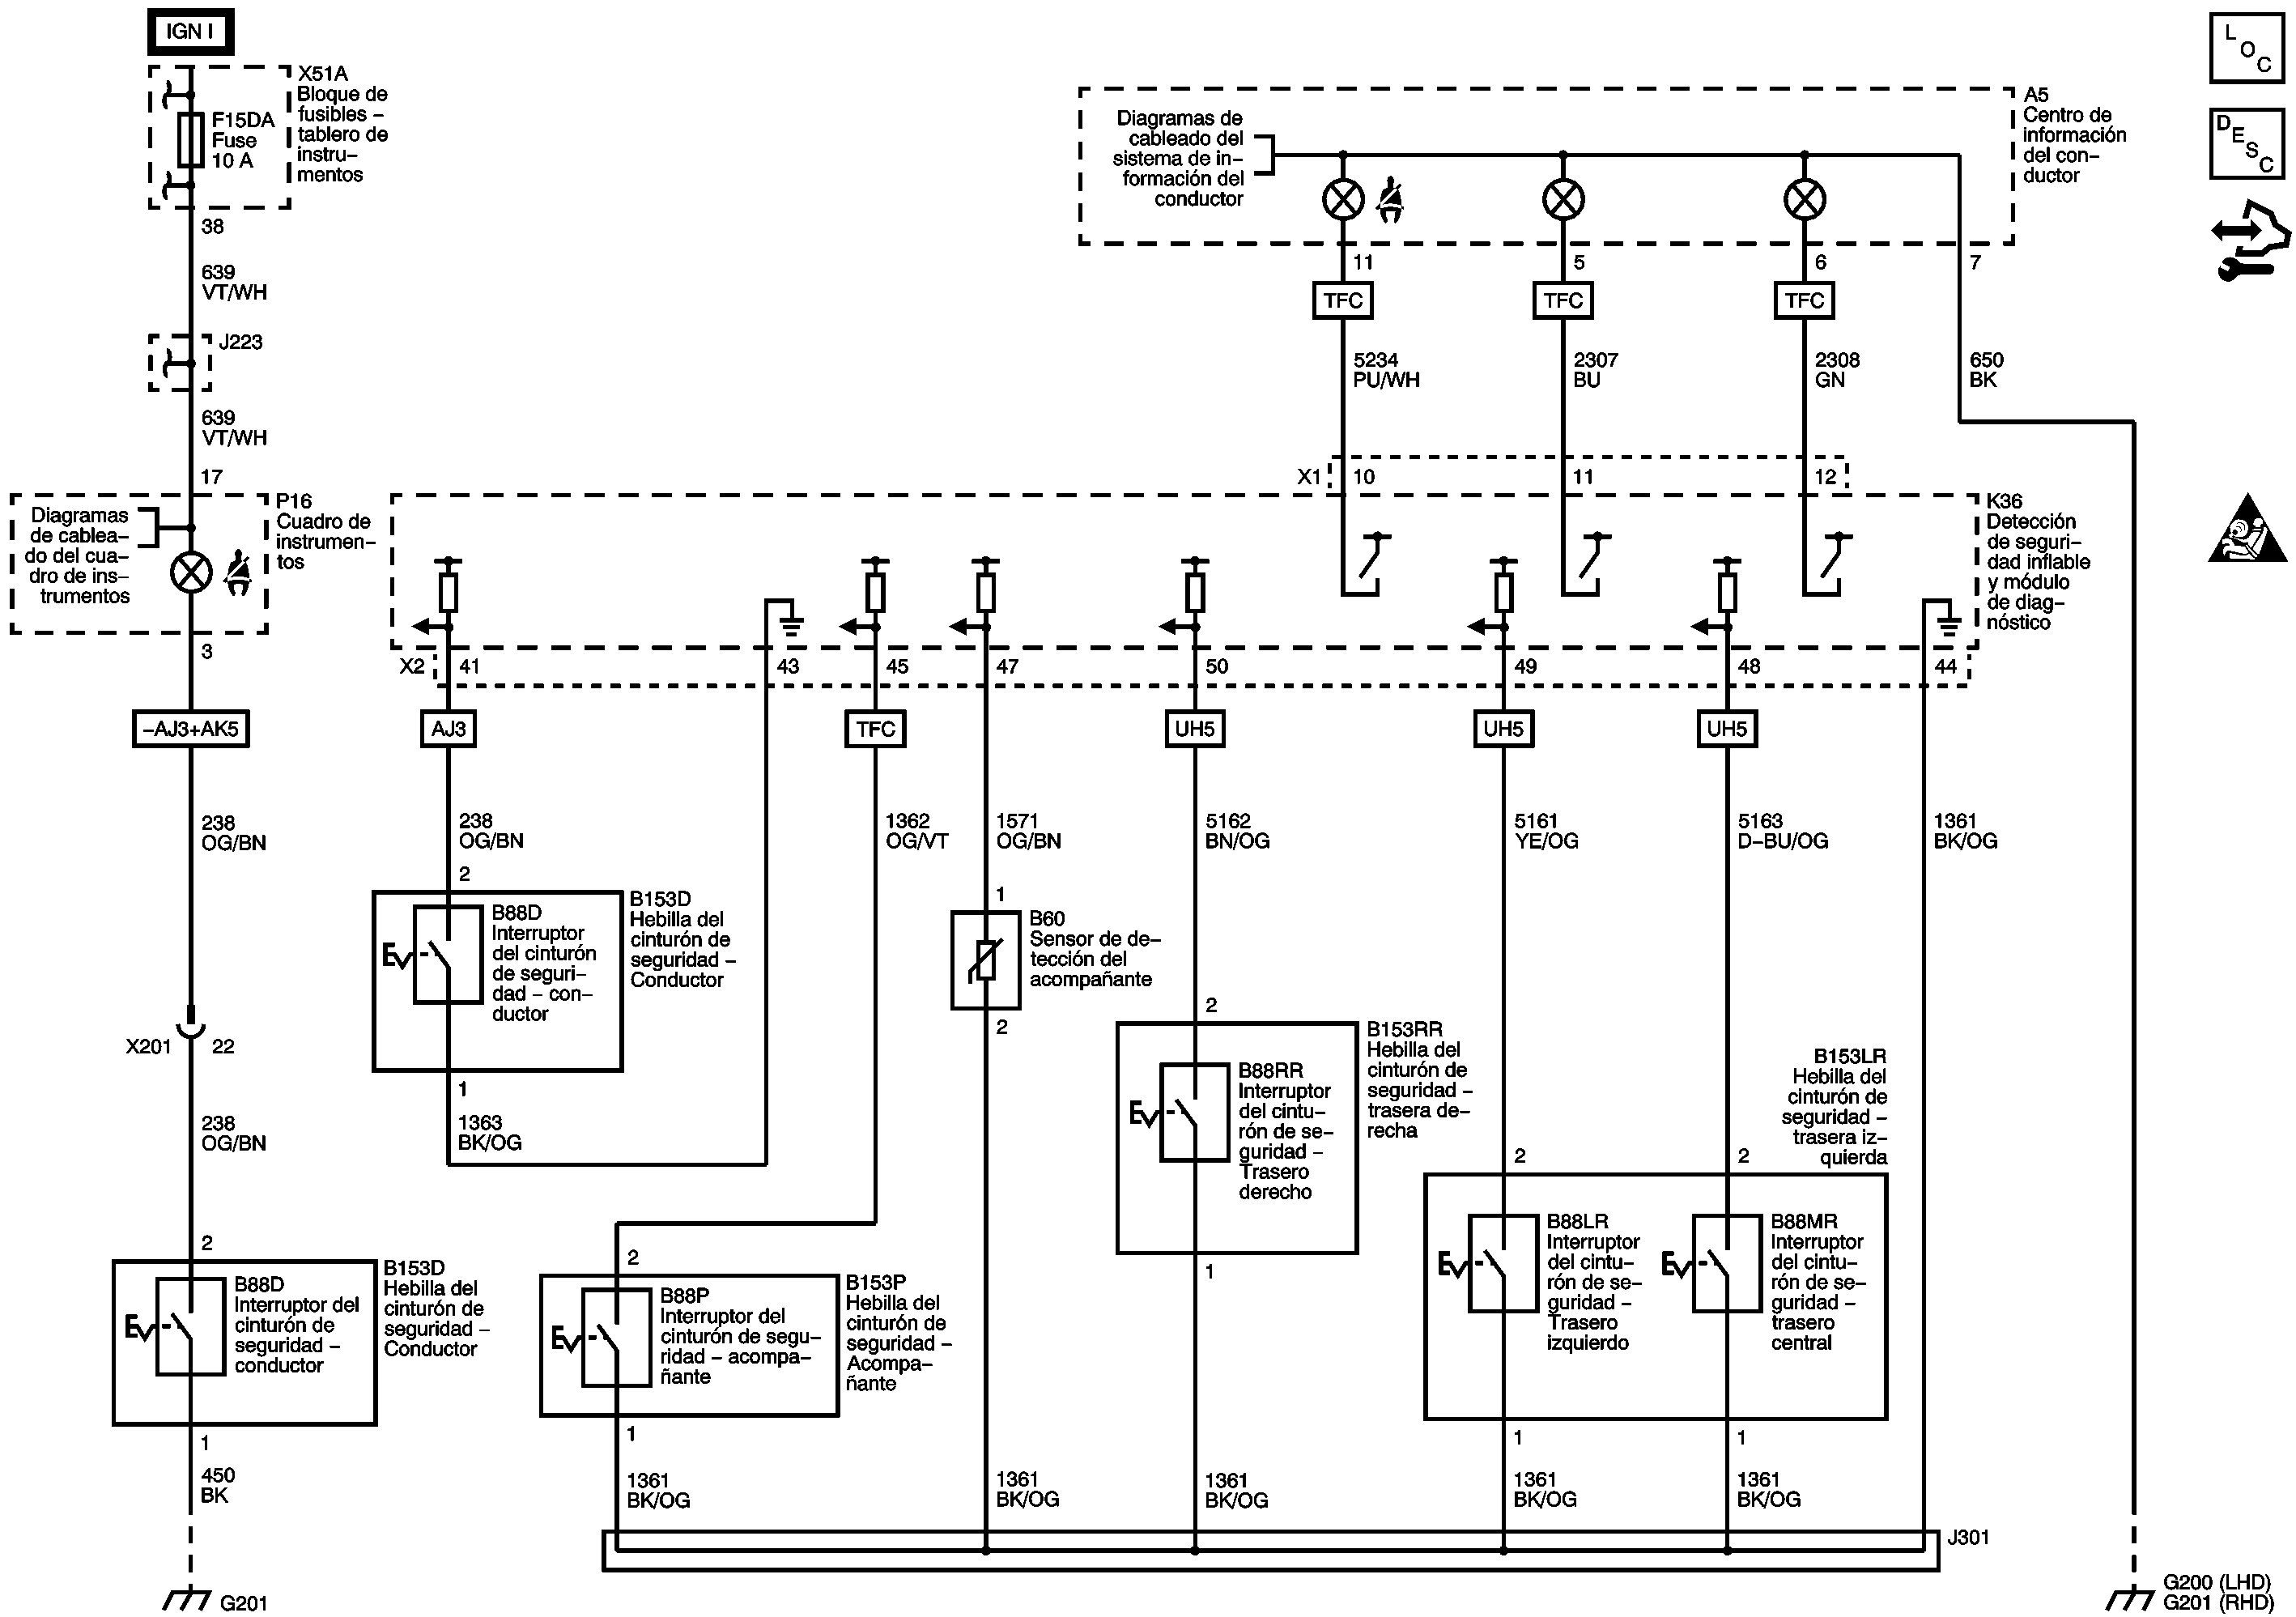 IGN I
X51A
Bloque de
fusibles –
tablero de
instru–
mentos
F15DA
Fuse
10 A
38
639
VT/WH
J223
639
VT/WH
17
P16
Cuadro de
instrumen–
tos
Diagramas
de cablea–
do del cua–
dro de ins–
trumentos
3
–AJ3+AK5
238
OG/BN
X201
22
238
OG/BN
2
B153D
Hebilla del
cinturón de
seguridad –
Conductor
B88D
Interruptor del
cinturón de
seguridad –
conductor
1
450
BK
G201
A5
Centro de
información
del con–
ductor
Diagramas de
cableado del
sistema de in–
formación del
conductor
11
5
6
7
TFC
TFC
TFC
5234
PU/WH
2307
BU
2308
GN
650
BK
X1
10
11
12
K36
Detección
de seguri–
dad inflable
y módulo
de diag–
nóstico
X2
41
43
45
47
50
49
48
44
AJ3
TFC
UH5
UH5
UH5
238
OG/BN
1362
OG/VT
1571
OG/BN
5162
BN/OG
5161
YE/OG
5163
D–BU/OG
1361
BK/OG
2
B153D
Hebilla del
cinturón de
seguridad –
Conductor
B88D
Interruptor
del cinturón
de seguri–
dad – con–
ductor
1
1363
BK/OG
1
B60
Sensor de de–
tección del
acompañante
2
2
B153RR
Hebilla del
cinturón de
seguridad –
trasera de–
recha
B88RR
Interruptor
del cintu–
rón de se–
guridad –
Trasero
derecho
1
B153LR
Hebilla del
cinturón de
seguridad –
trasera iz–
quierda
2
2
B88LR
Interruptor
del cintu–
rón de se–
guridad –
Trasero
izquierdo
B88MR
Interruptor
del cintu–
rón de se–
guridad –
trasero
central
1
1
2
B153P
Hebilla del
cinturón de
seguridad –
Acompa–
ñante
B88P
Interruptor del
cinturón de segu–
ridad – acompa–
ñante
1
1361
BK/OG
1361
BK/OG
1361
BK/OG
1361
BK/OG
1361
BK/OG
J301
G200 (LHD)
G201 (RHD)
LOC
DESC